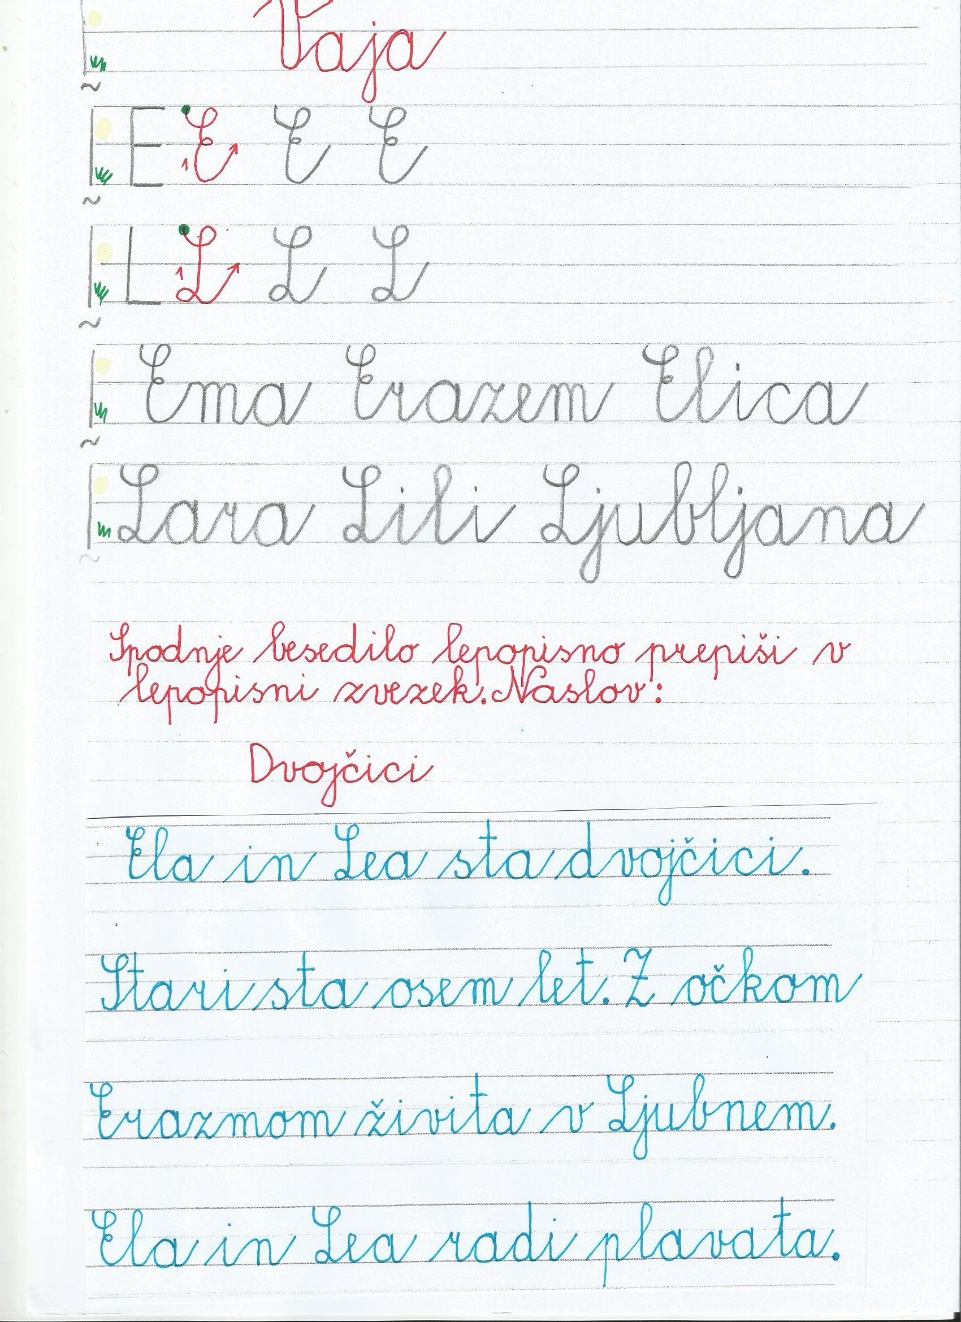 Vaja
E E E E
L L L L
Ema Erazem Elica
Lara Lili Ljubljana
Spodnje besedilo lepopisno prepiši v
lepopisni zvezek. Naslov:
Dvojčici
Ela in Lea sta dvojčici.
Stari sta osem let. Z očkom
Erazmom živita v Ljubnem.
Ela in Lea radi plavata.